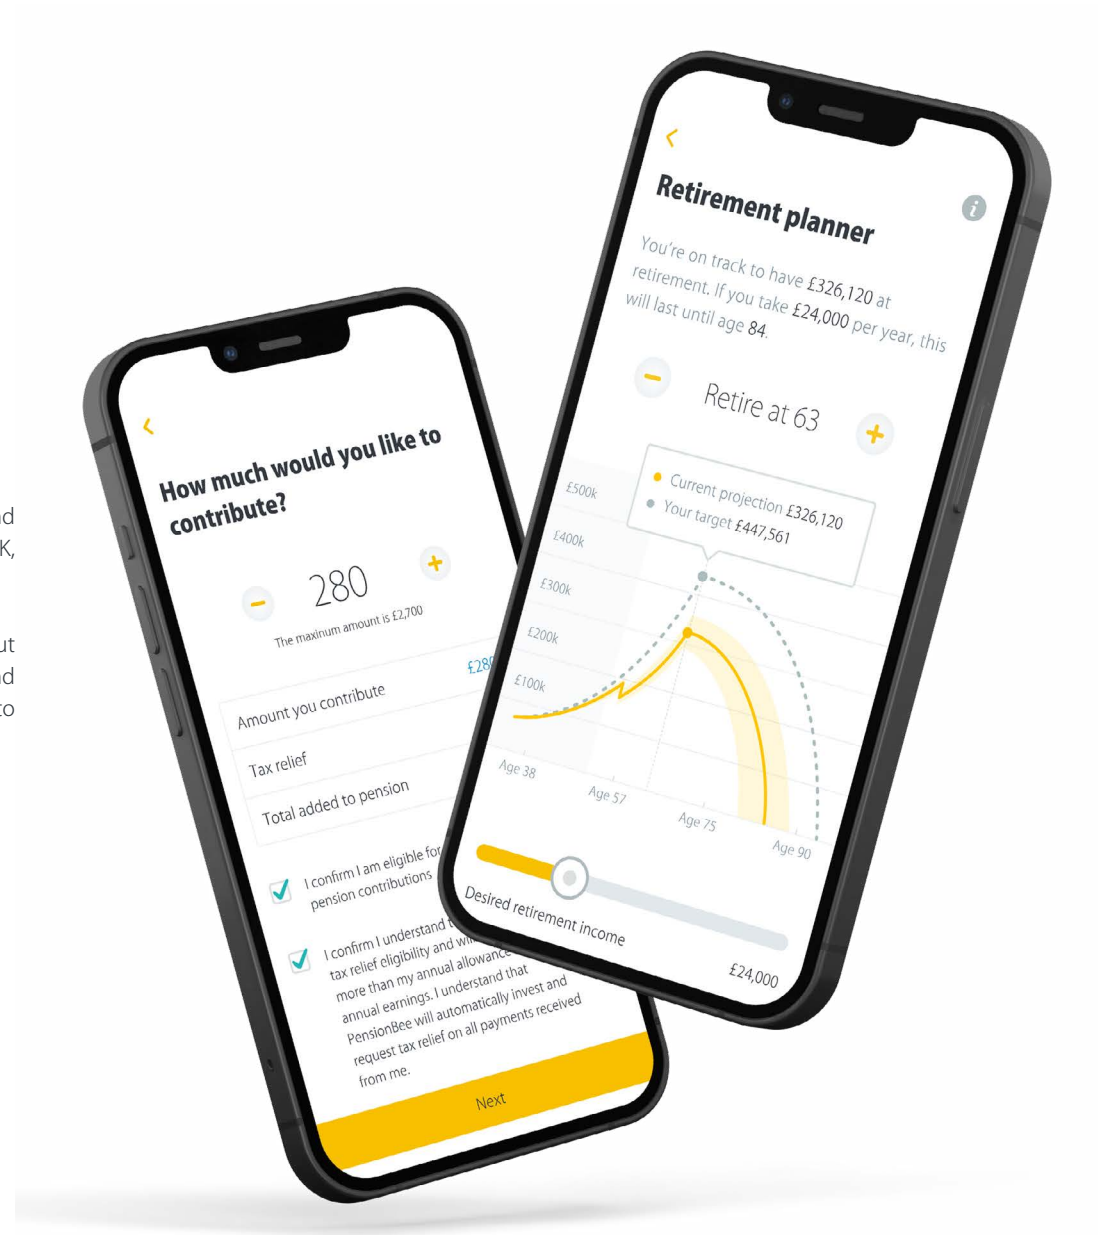 How much would you like to
contribute?
280
The maxinum amount is £2,700
Amount you contribute
Tax relief
Total added to pension
I confirm I am eligible for
pension contributions
I confirm I understand
tax relief eligibility and
more than my annual allowance
annual earnings. I understand that
PensionBee will automatically invest and
request tax relief on all payments received
from me.
Next
Retirement planner
i
You're on track to have £326,120 at
retirement. If you take £24,000 per year, this
will last until age 84.
Retire at 63
Current projection £326,120
Your target £447,561
£500k
£400k
£300k
£200k
£100k
Age 38
Age 57
Age 75
Age 90
Desired retirement income
£24,000
K,
to